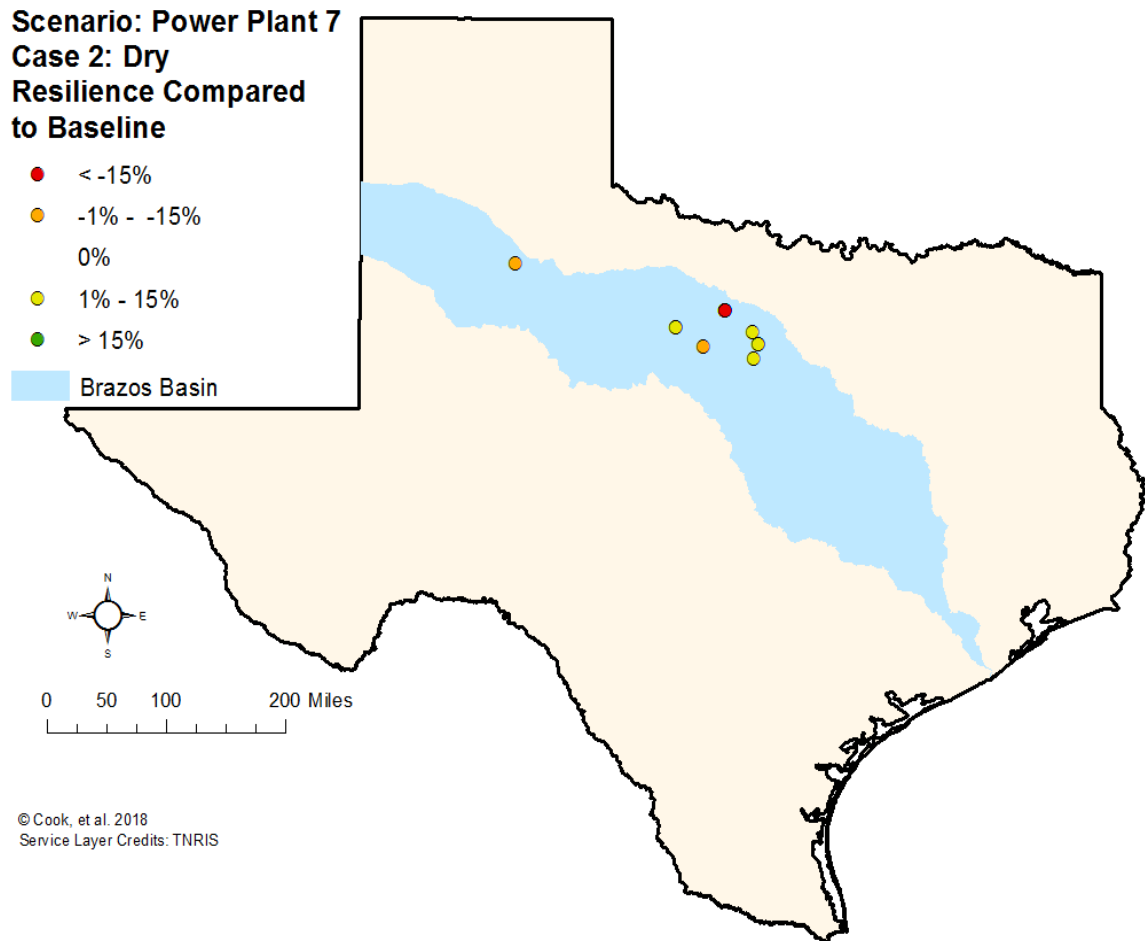 Scenario: Power Plant 7
Case 2: Dry
Resilience Compared
to Baseline
< -15%
-1% - -15%
0%
1% - 15%
> 15%
Brazos Basin
N
W E
S
0 50 100 200 Miles
© Cook, et al. 2018
Service Layer Credits: TNRIS